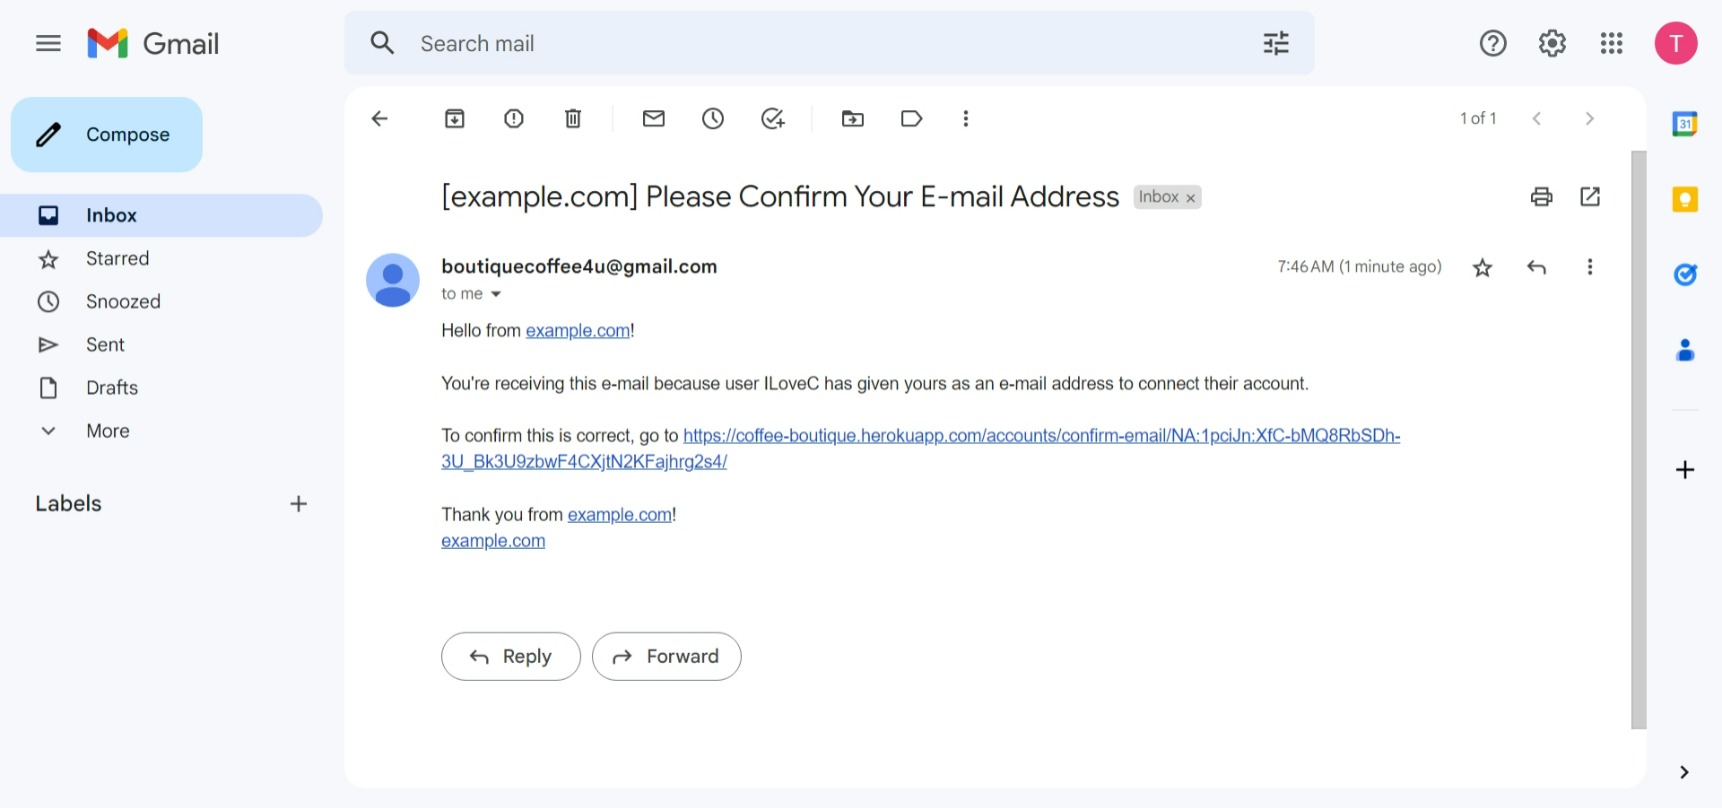 Gmail
Search mail
T
Compose
1 of 1
31
Inbox
Starred
Snoozed
Sent
Drafts
More
Labels
[example.com] Please Confirm Your E-mail Address Inbox x
boutiquecoffee4u@gmail.com
7:46 AM (1 minute ago)
to me
Hello from example.com!
You're receiving this e-mail because user ILoveC has given yours as an e-mail address to connect their account.
To confirm this is correct, go to https://coffee-boutique.herokuapp.com/accounts/confirm-email/NA:1pciJn:XfC-bMQ8RbSDh-
3U_Bk3U9zbwF4CXjtN2KFajhrg2s4/
Thank you from example.com!
example.com
Reply
Forward